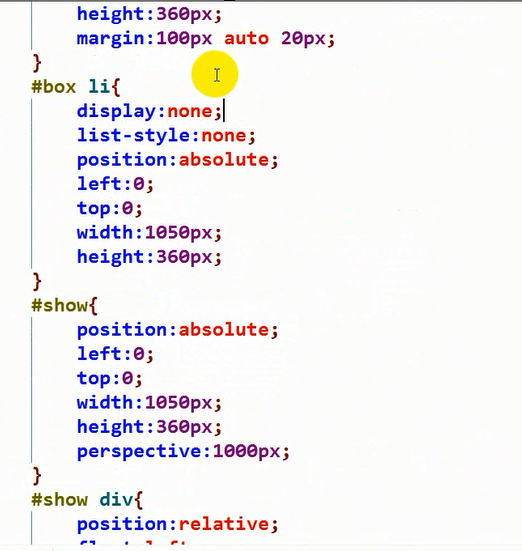 height:360px;
margin:100px auto 20px;
}
#box li{
display:none;
list-style:none;
position:absolute;
left:0;
top:0;
width:1050px;
height:360px;
}
#show{
position:absolute;
left:0;
top:0;
width:1050px;
height:360px;
perspective:1000px;
}
#show div{
position:relative;